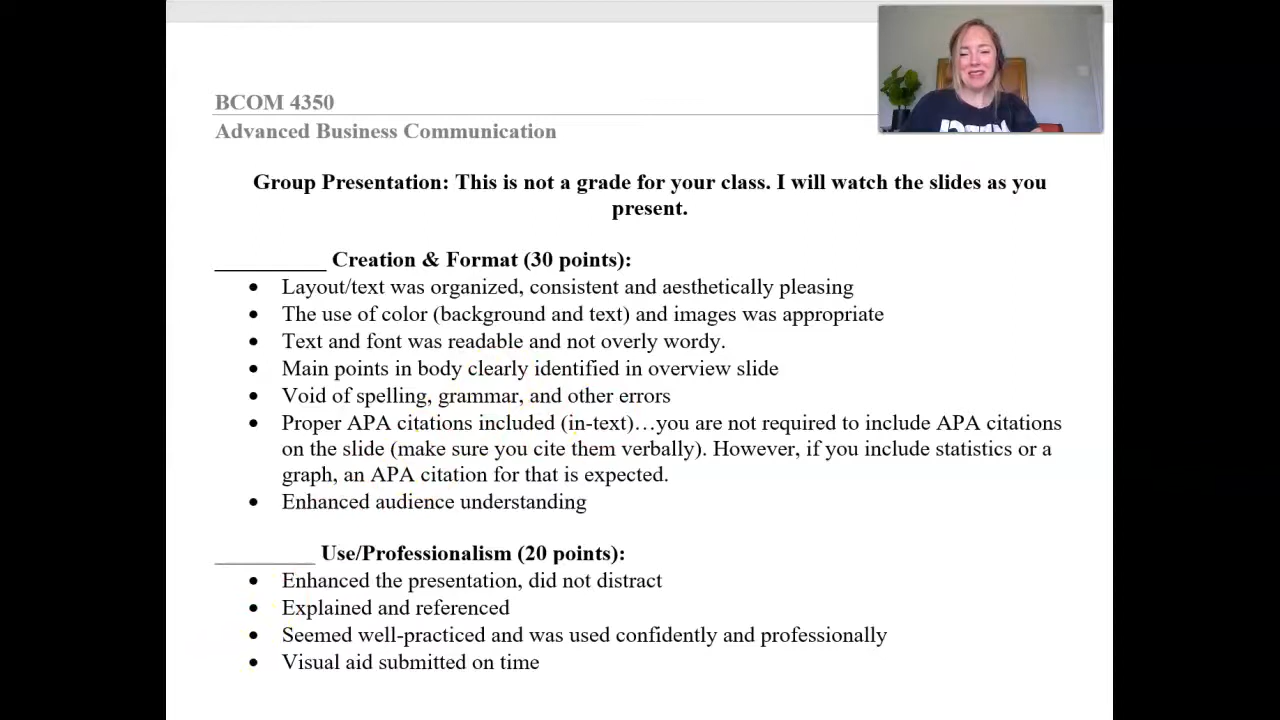 BCOM 4350
Advanced Business Communication
Group Presentation: This is not a grade for your class. I will watch the slides as you
present.
__________ Creation & Format (30 points):
• Layout/text was organized, consistent and aesthetically pleasing
• The use of color (background and text) and images was appropriate
• Text and font was readable and not overly wordy.
• Main points in body clearly identified in overview slide
• Void of spelling, grammar, and other errors
• Proper APA citations included (in-text)…you are not required to include APA citations
on the slide (make sure you cite them verbally). However, if you include statistics or a
graph, an APA citation for that is expected.
• Enhanced audience understanding
_________ Use/Professionalism (20 points):
• Enhanced the presentation, did not distract
• Explained and referenced
• Seemed well-practiced and was used confidently and professionally
• Visual aid submitted on time